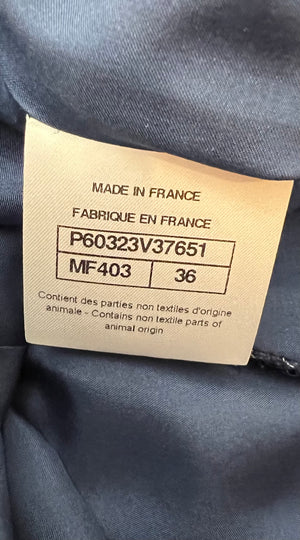 MADE IN FRANCE
FABRIQUE EN FRANCE
P60323V37651
MF403 36
Contient des parties non textiles d'origine
animale - Contains non textile parts of
animal origin